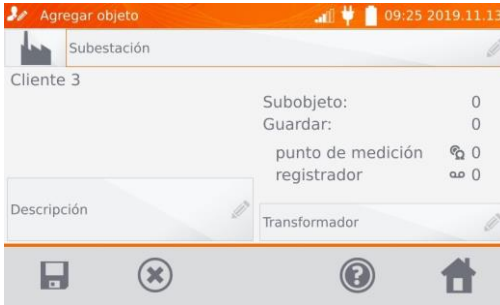 Agregar objeto 09:25 2019.11.13
Subestación
Cliente 3
Subobjeto: 0
Guardar: 0
punto de medición 0
registrador 0
Descripción
Transformador